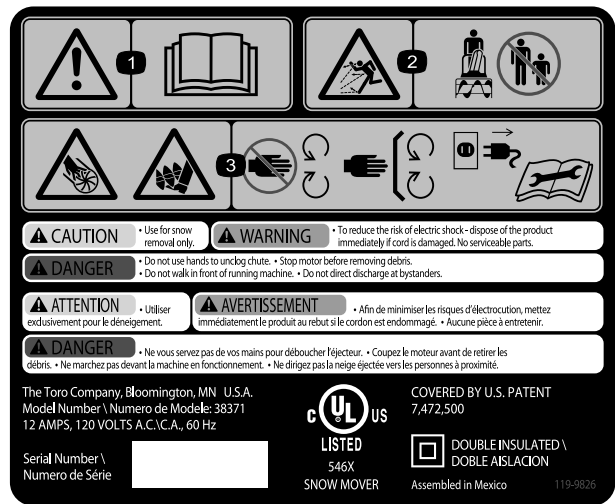 1
2
3
CAUTION
• Use for snow
removal only.
WARNING
• To reduce the risk of electric shock - dispose of the product
immediately if cord is damaged. No serviceable parts.
DANGER
• Do not use hands to unclog chute. • Stop motor before removing debris.
• Do not walk in front of running machine. • Do not direct discharge at bystanders.
ATTENTION
• Utiliser
exclusivement pour le déneigement.
AVERTISSEMENT
• Afin de minimiser les risques d'électrocution, mettez
immédiatement le produit au rebut si le cordon est endommagé. • Aucune pièce à entretenir.
DANGER
• Ne vous servez pas de vos mains pour déboucher l'éjecteur. • Coupez le moteur avant de retirer les
débris. • Ne marchez pas devant la machine en fonctionnement. • Ne dirigez pas la neige éjectée vers les personnes à proximité.
The Toro Company, Bloomington, MN U.S.A.
Model Number \ Numero de Modele: 38371
12 AMPS, 120 VOLTS A.C.\C.A., 60 Hz
Serial Number \
Numero de Série
C UL US
LISTED
546X
SNOW MOVER
COVERED BY U.S. PATENT
7,472,500
DOUBLE INSULATED \
DOBLE AISLACION
Assembled in Mexico
119-9826